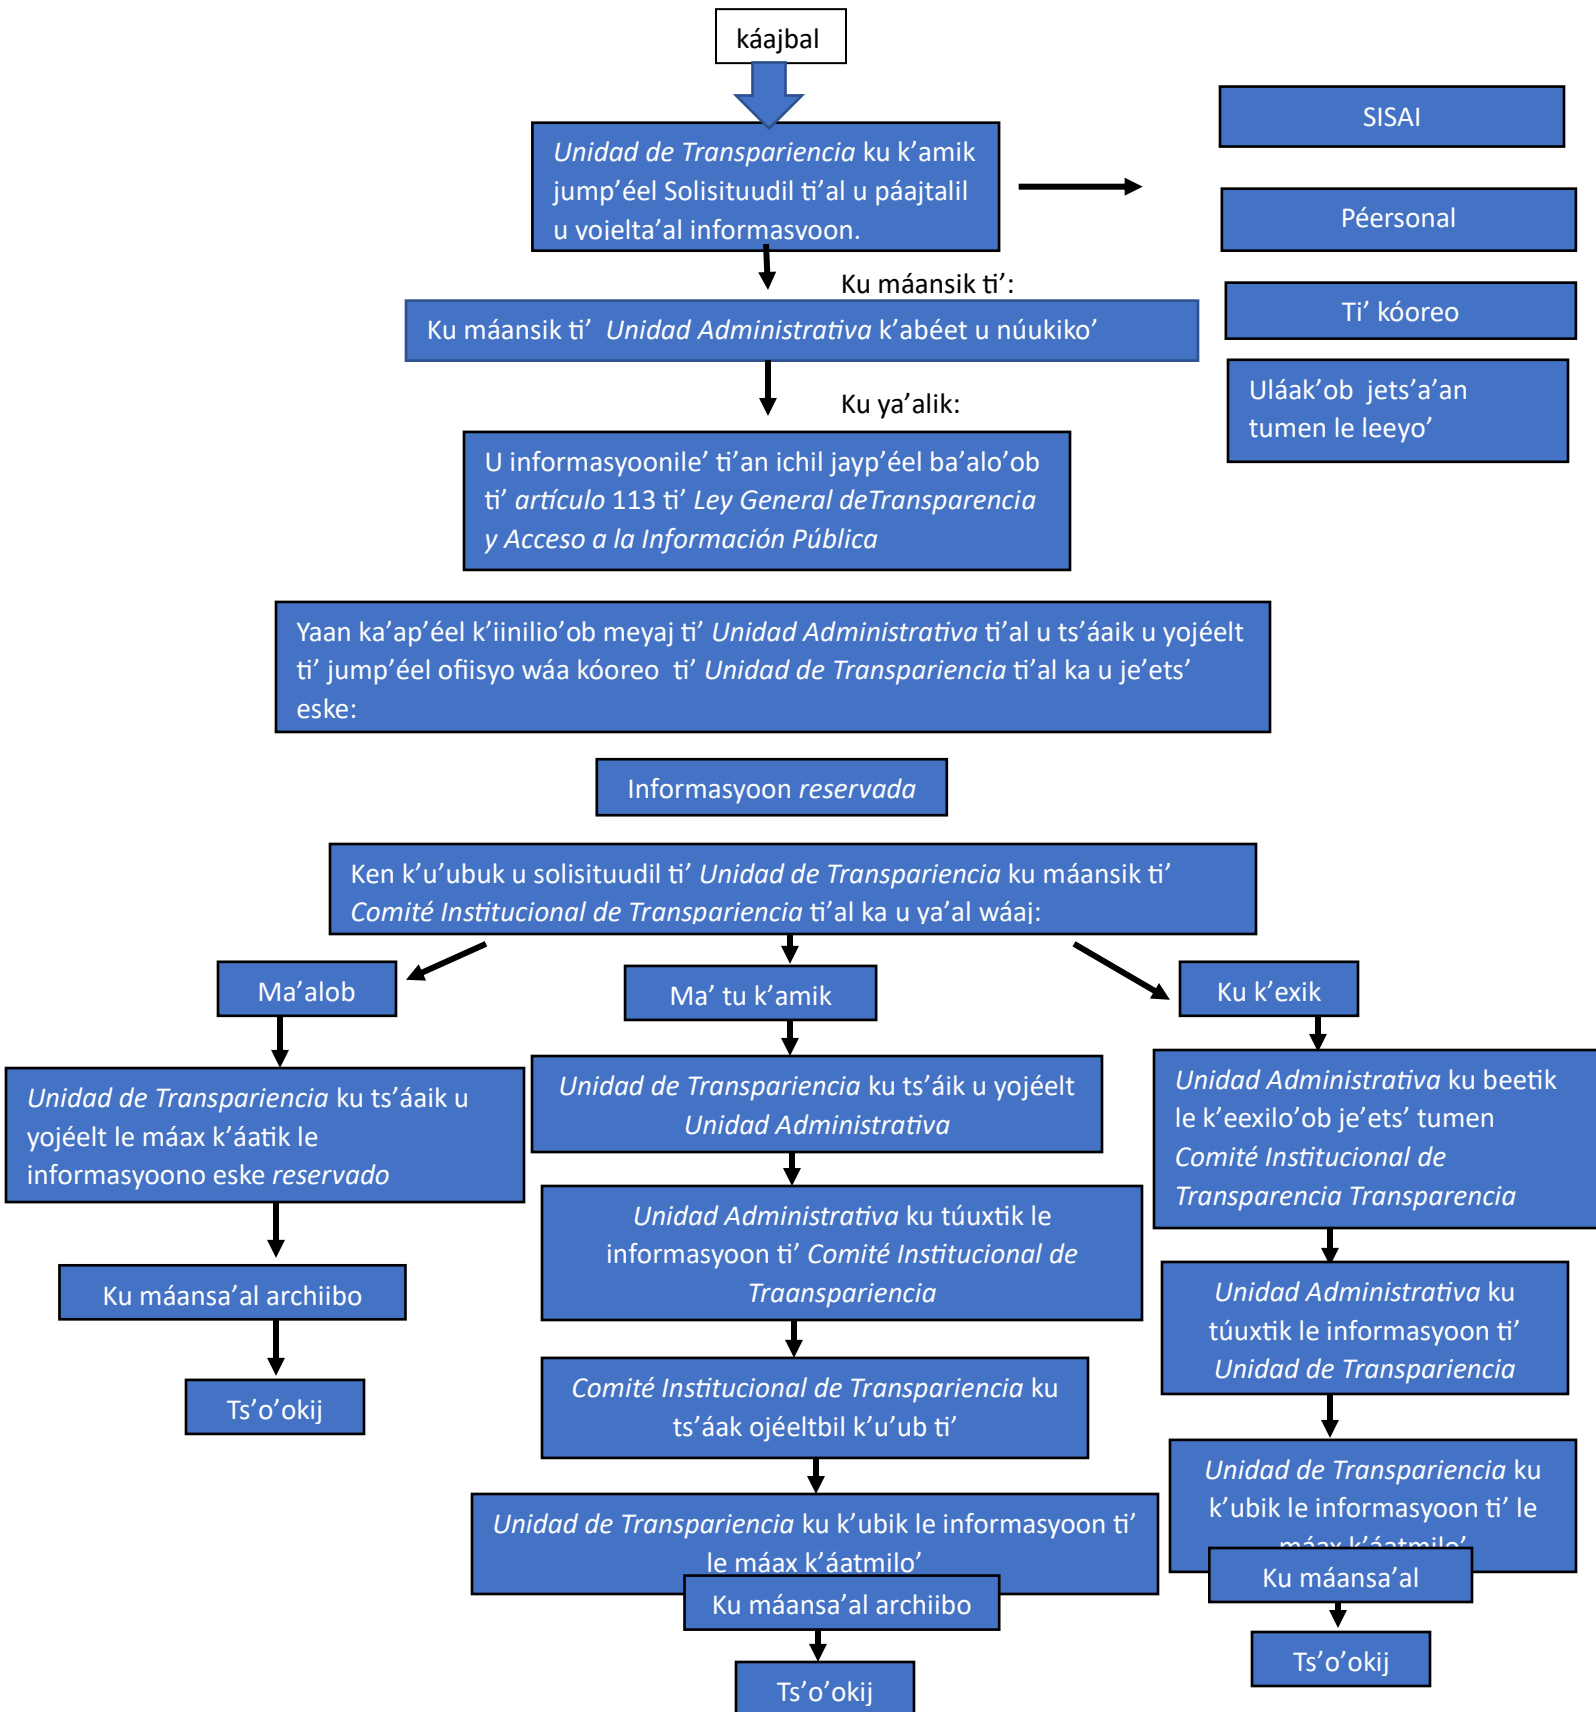 káajbal
Unidad de Transpariencia ku k’amik
jump’éel Solisituudil ti’al u páajtalil
u yojelta’al informasyoon.
SISAI
Péersonal
Ti’ kóoreo
Uláak’ob jets’a’an
tumen le leeyo’
Ku máansik ti’:
Ku máansik ti’ Unidad Administrativa k’abéet u núukiko’
Ku ya’alik:
U informasyoonile’ ti’an ichil jayp’éel ba’alo’ob
ti’ artículo 113 ti’ Ley General deTransparencia
y Acceso a la Información Pública
Yaan ka’ap’éel k’iinilio’ob meyaj ti’ Unidad Administrativa ti’al u ts’áaik u yojéelt
ti’ jump’éel ofiisyo wáa kóoreo ti’ Unidad de Transpariencia ti’al ka u je’ets’
eske:
Informasyoon reservada
Ken k’u’ubuk u solisituudil ti’ Unidad de Transpariencia ku máansik ti’
Comité Institucional de Transpariencia ti’al ka u ya’al wáaj:
Ma’alob
Unidad de Transpariencia ku ts’áaik u
yojéelt le máax k’áatik le
informasyoono eske reservado
Ku máansa’al archiibo
Ts’o’okij
Ma’ tu k’amik
Unidad de Transpariencia ku ts’áik u yojéelt
Unidad Administrativa
Unidad Administrativa ku túuxtik le
informasyoon ti’ Comité Institucional de
Traanspariencia
Comité Institucional de Transpariencia ku
ts’áak ojéeltbil k’u’ub ti’
Unidad de Transpariencia ku k’ubik le informasyoon ti’
le máax k’áatmilo’
Ku máansa’al archiibo
Ts’o’okij
Ku k’exik
Unidad Administrativa ku beetik
le k’eexilo’ob je’ets’ tumen
Comité Institucional de
Transparencia Transparencia
Unidad Administrativa ku
túuxtik le informasyoon ti’
Unidad de Transpariencia
Unidad de Transpariencia ku
k’ubik le informasyoon ti’ le
máax k’áatmilo’
Ku máansa’al
Ts’o’okij